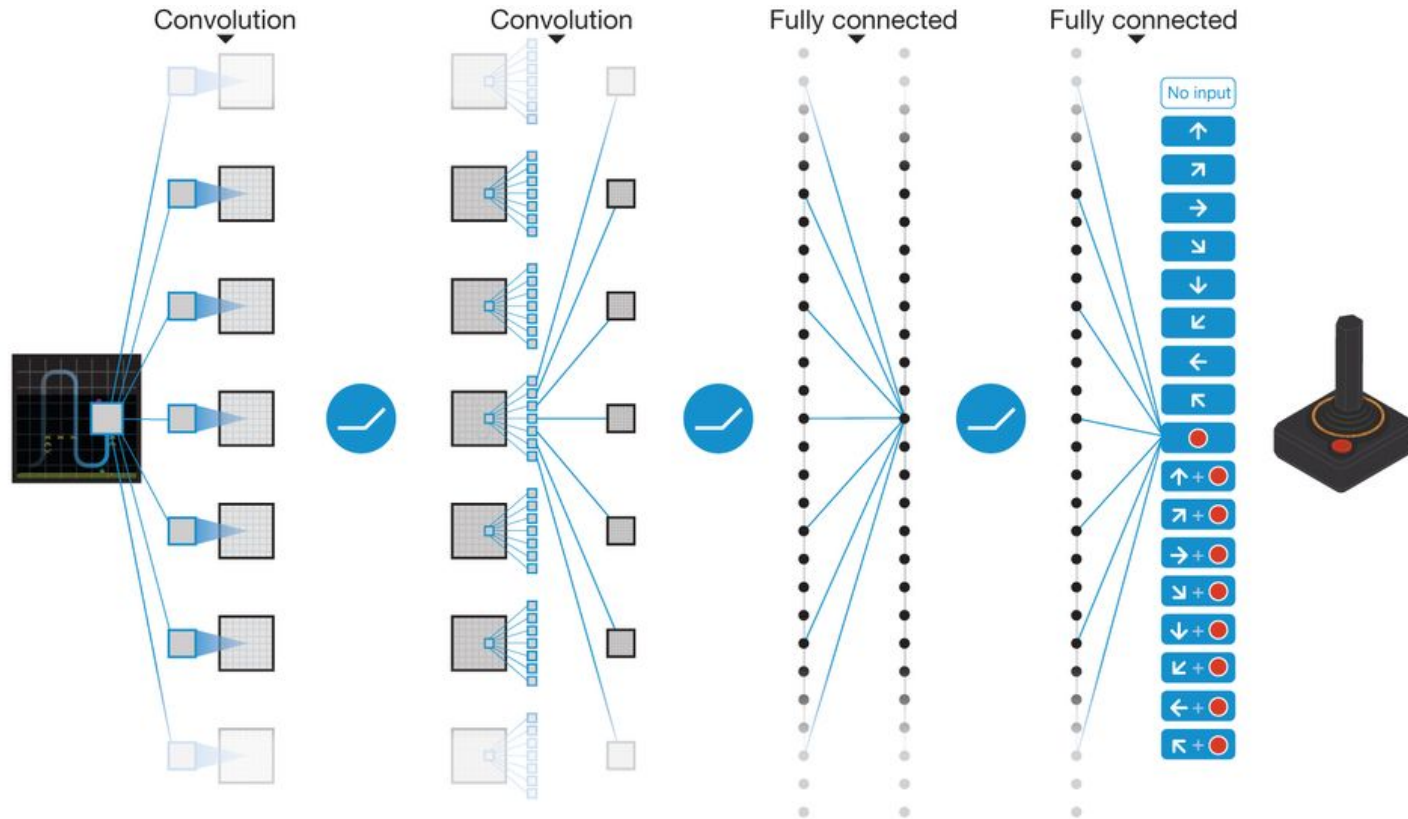 Convolution
Convolution
Fully connected
Fully connected
No input
+
+
+
+
+
+
+
+